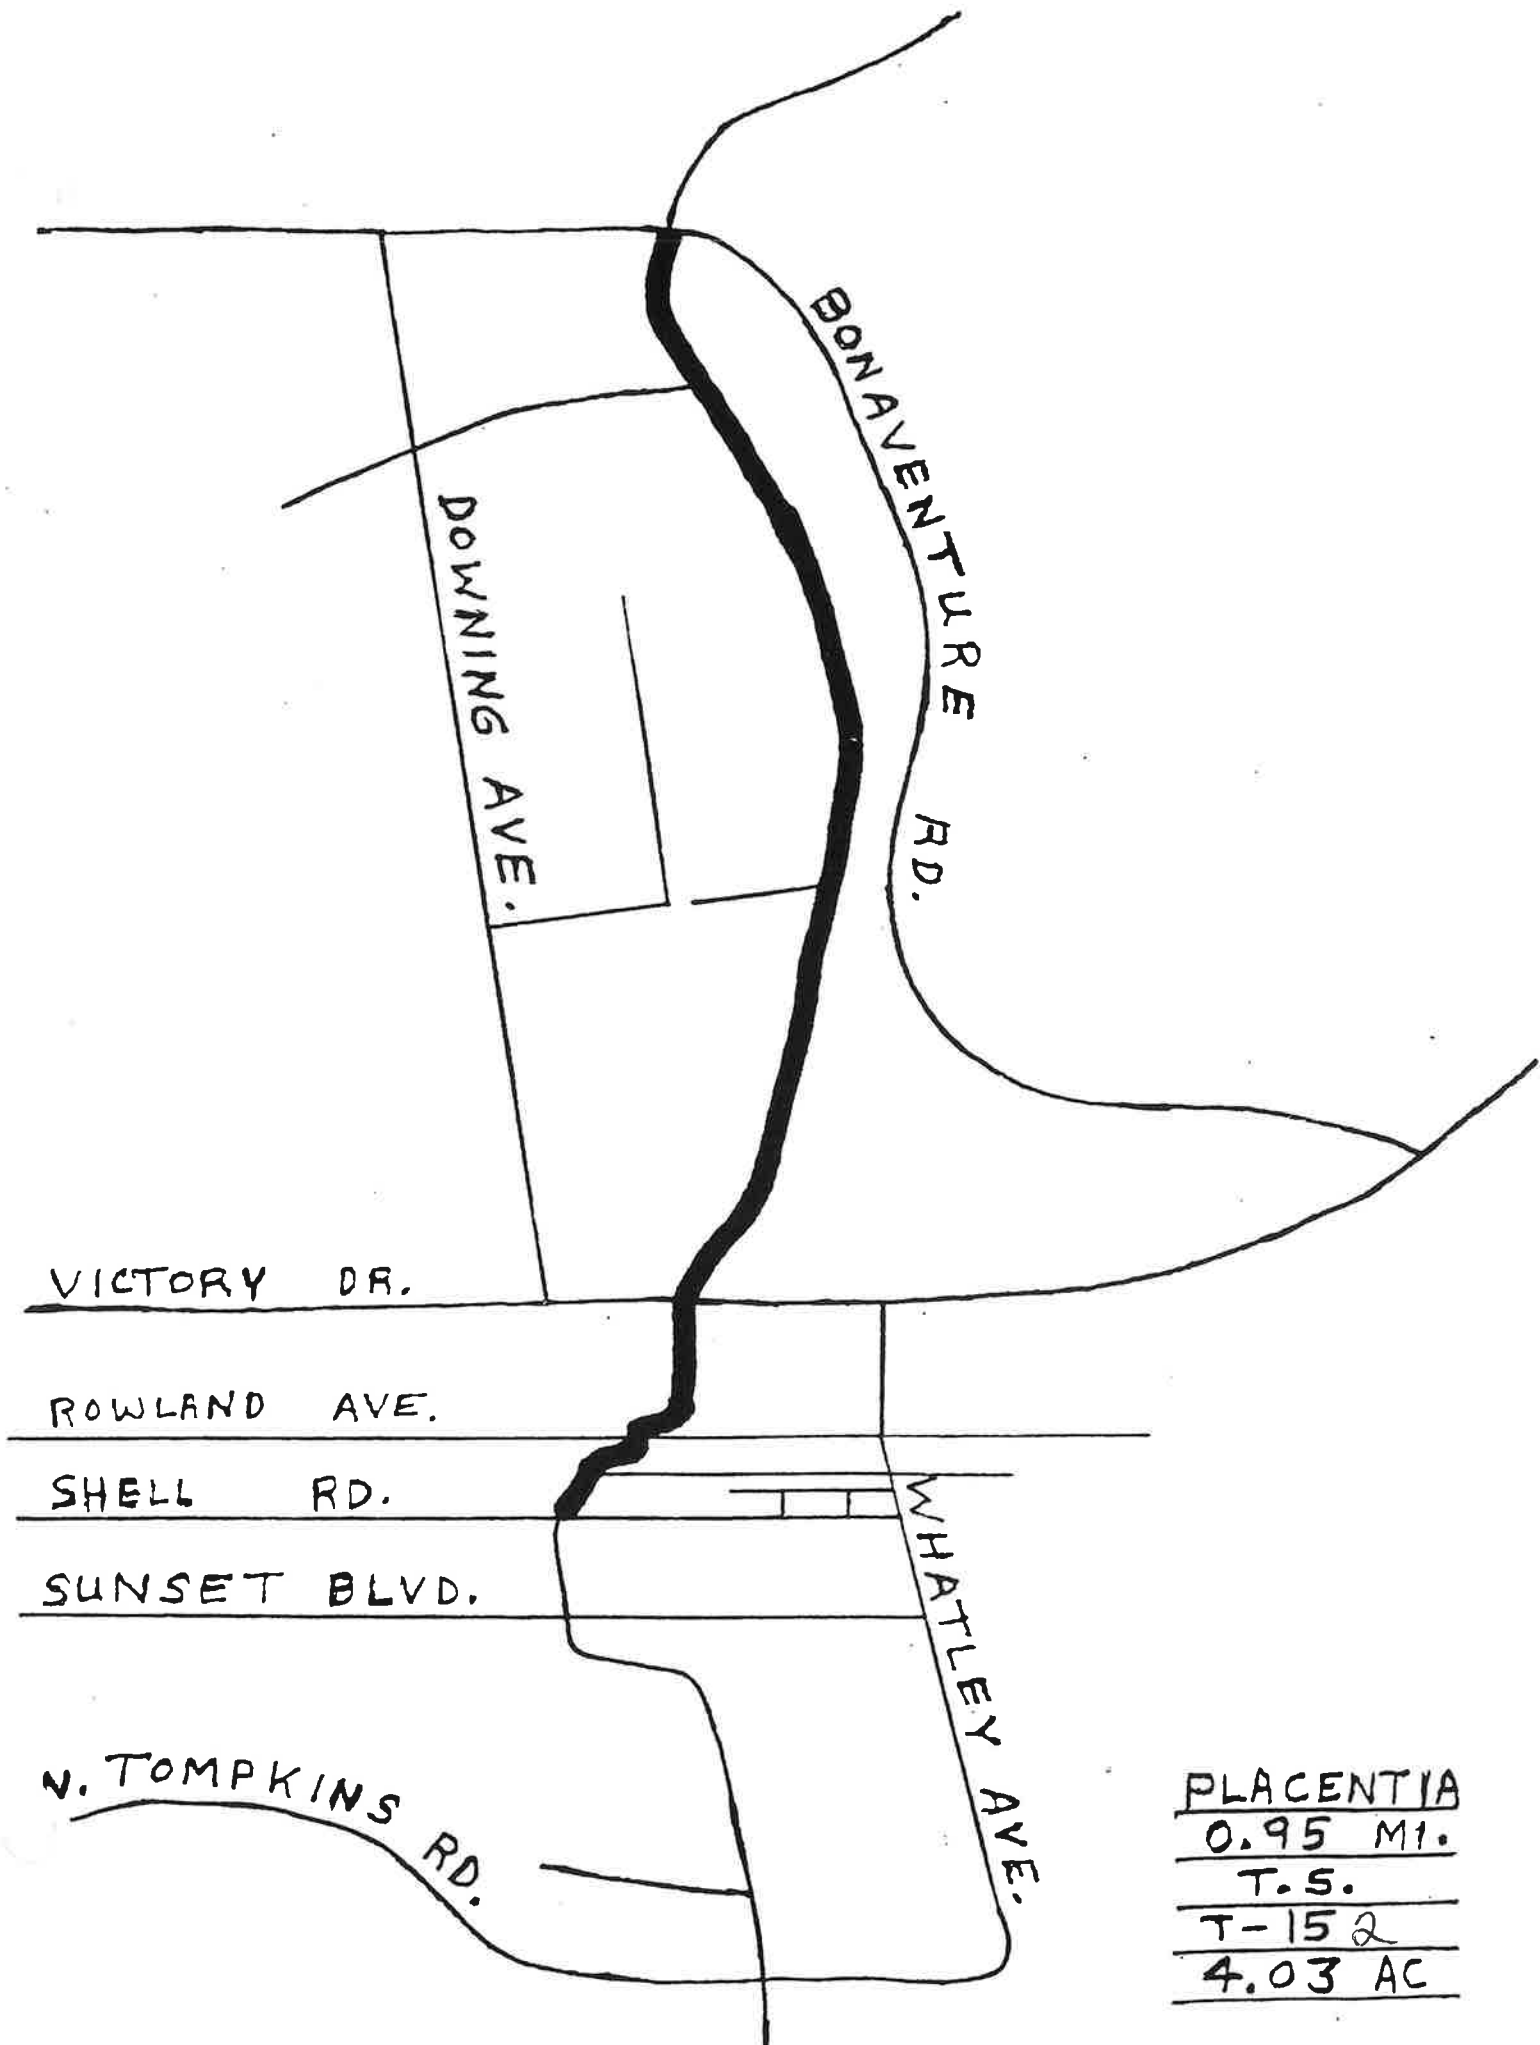 BONAVENTURE RD.
DOWNING AVE.
VICTORY DR.
ROWLAND AVE.
SHELL RD.
SUNSET BLVD.
WHATLEY AVE.
N. TOMPKINS RD.
PLACENTIA
0.95 MI.
T.S.
T-152
4.03 AC